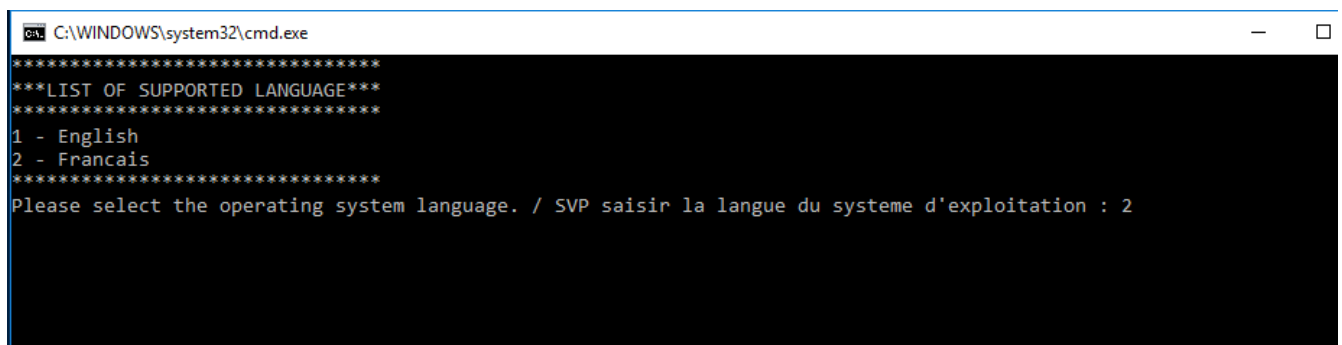 C:\WINDOWS\system32\cmd.exe
********************************
***LIST OF SUPPORTED LANGUAGE***
********************************
1 - English
2 - Francais
********************************
Please select the operating system language. / SVP saisir la langue du systeme d'exploitation : 2